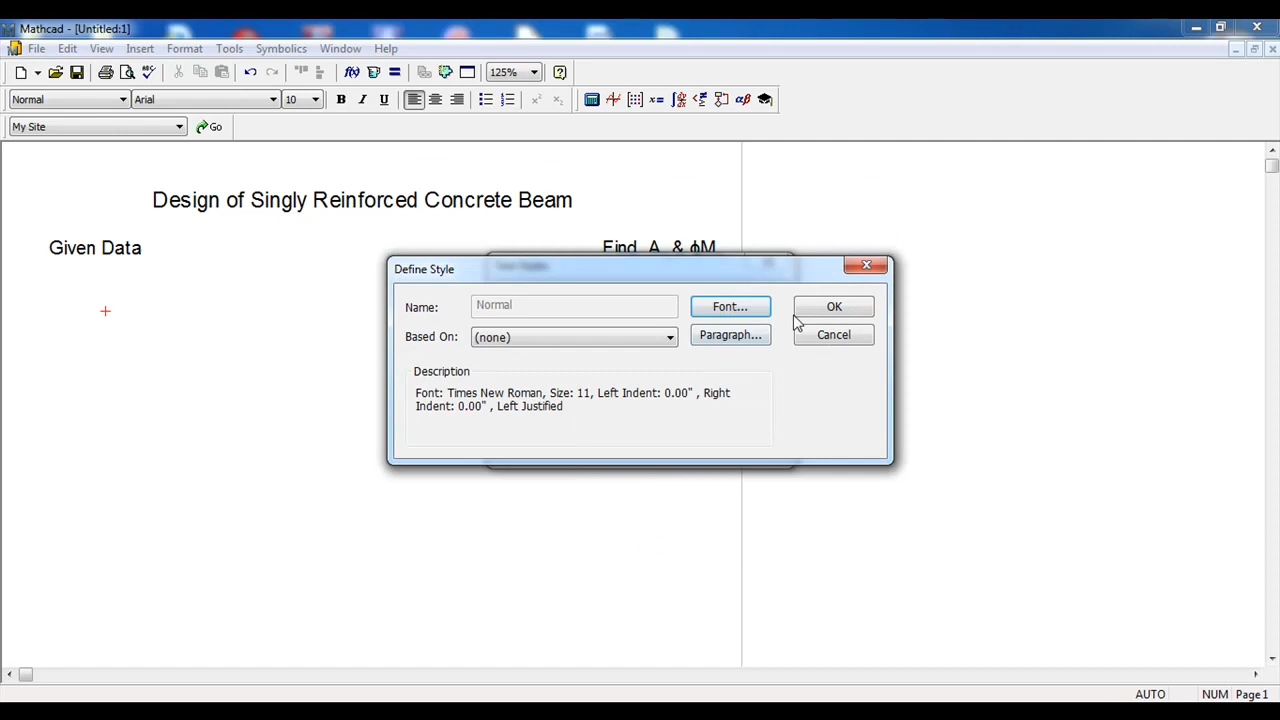 Mathcad - [Untitled:1]
File Edit View Insert Format Tools Symbolics Window Help
125%
Normal Arial 10 B I U
My Site Go
Design of Singly Reinforced Concrete Beam
Given Data Find A & ϕM
Define Style
Name: Normal Font... OK
Based On: (none) Paragraph... Cancel
Description
Font: Times New Roman, Size: 11, Left Indent: 0.00" , Right
Indent: 0.00" , Left Justified
AUTO NUM Page 1